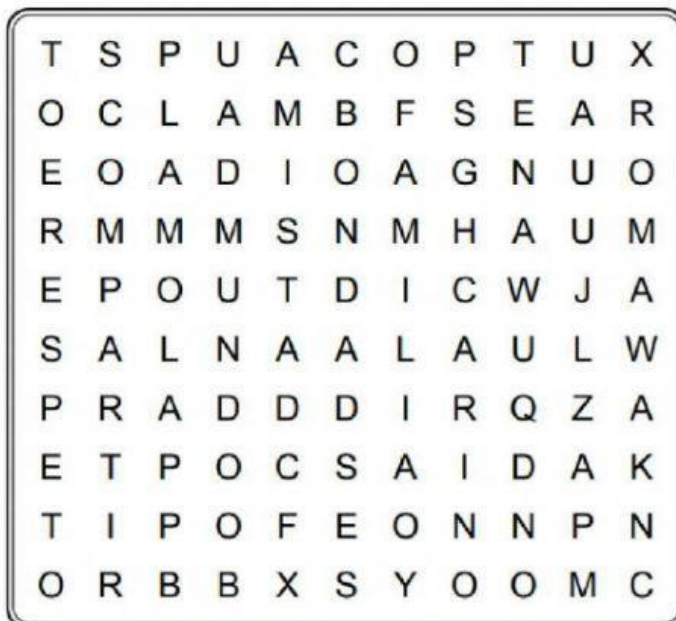 T S P U A C O P T U X
O C L A M B F S E A R
E O A D I O A G N U O
R M M M S N M H A U M
E P O U T D I C W J A
S A L N A A L A U L W
P R A D D D I R Q Z A
E T P O C S A I D A K
T I P O F E O N N P N
O R B B X S Y O O M C